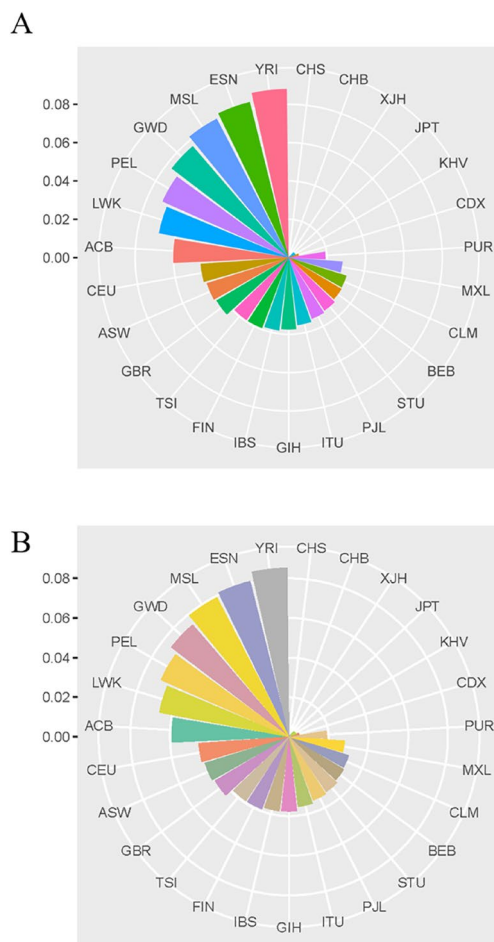 A
YRI
CHS
CHB
XJH
JPT
KHV
CDX
PUR
MXL
CLM
BEB
STU
PJL
ITU
GIH
IBS
FIN
TSI
GBR
ASW
CEU
ACB
LWK
PEL
GWD
MSL
ESN
0.08
0.06
0.04
0.02
0.00
B
YRI
CHS
CHB
XJH
JPT
KHV
CDX
PUR
MXL
CLM
BEB
STU
PJL
ITU
GIH
IBS
FIN
TSI
GBR
ASW
CEU
ACB
LWK
PEL
GWD
MSL
ESN
0.08
0.06
0.04
0.02
0.00